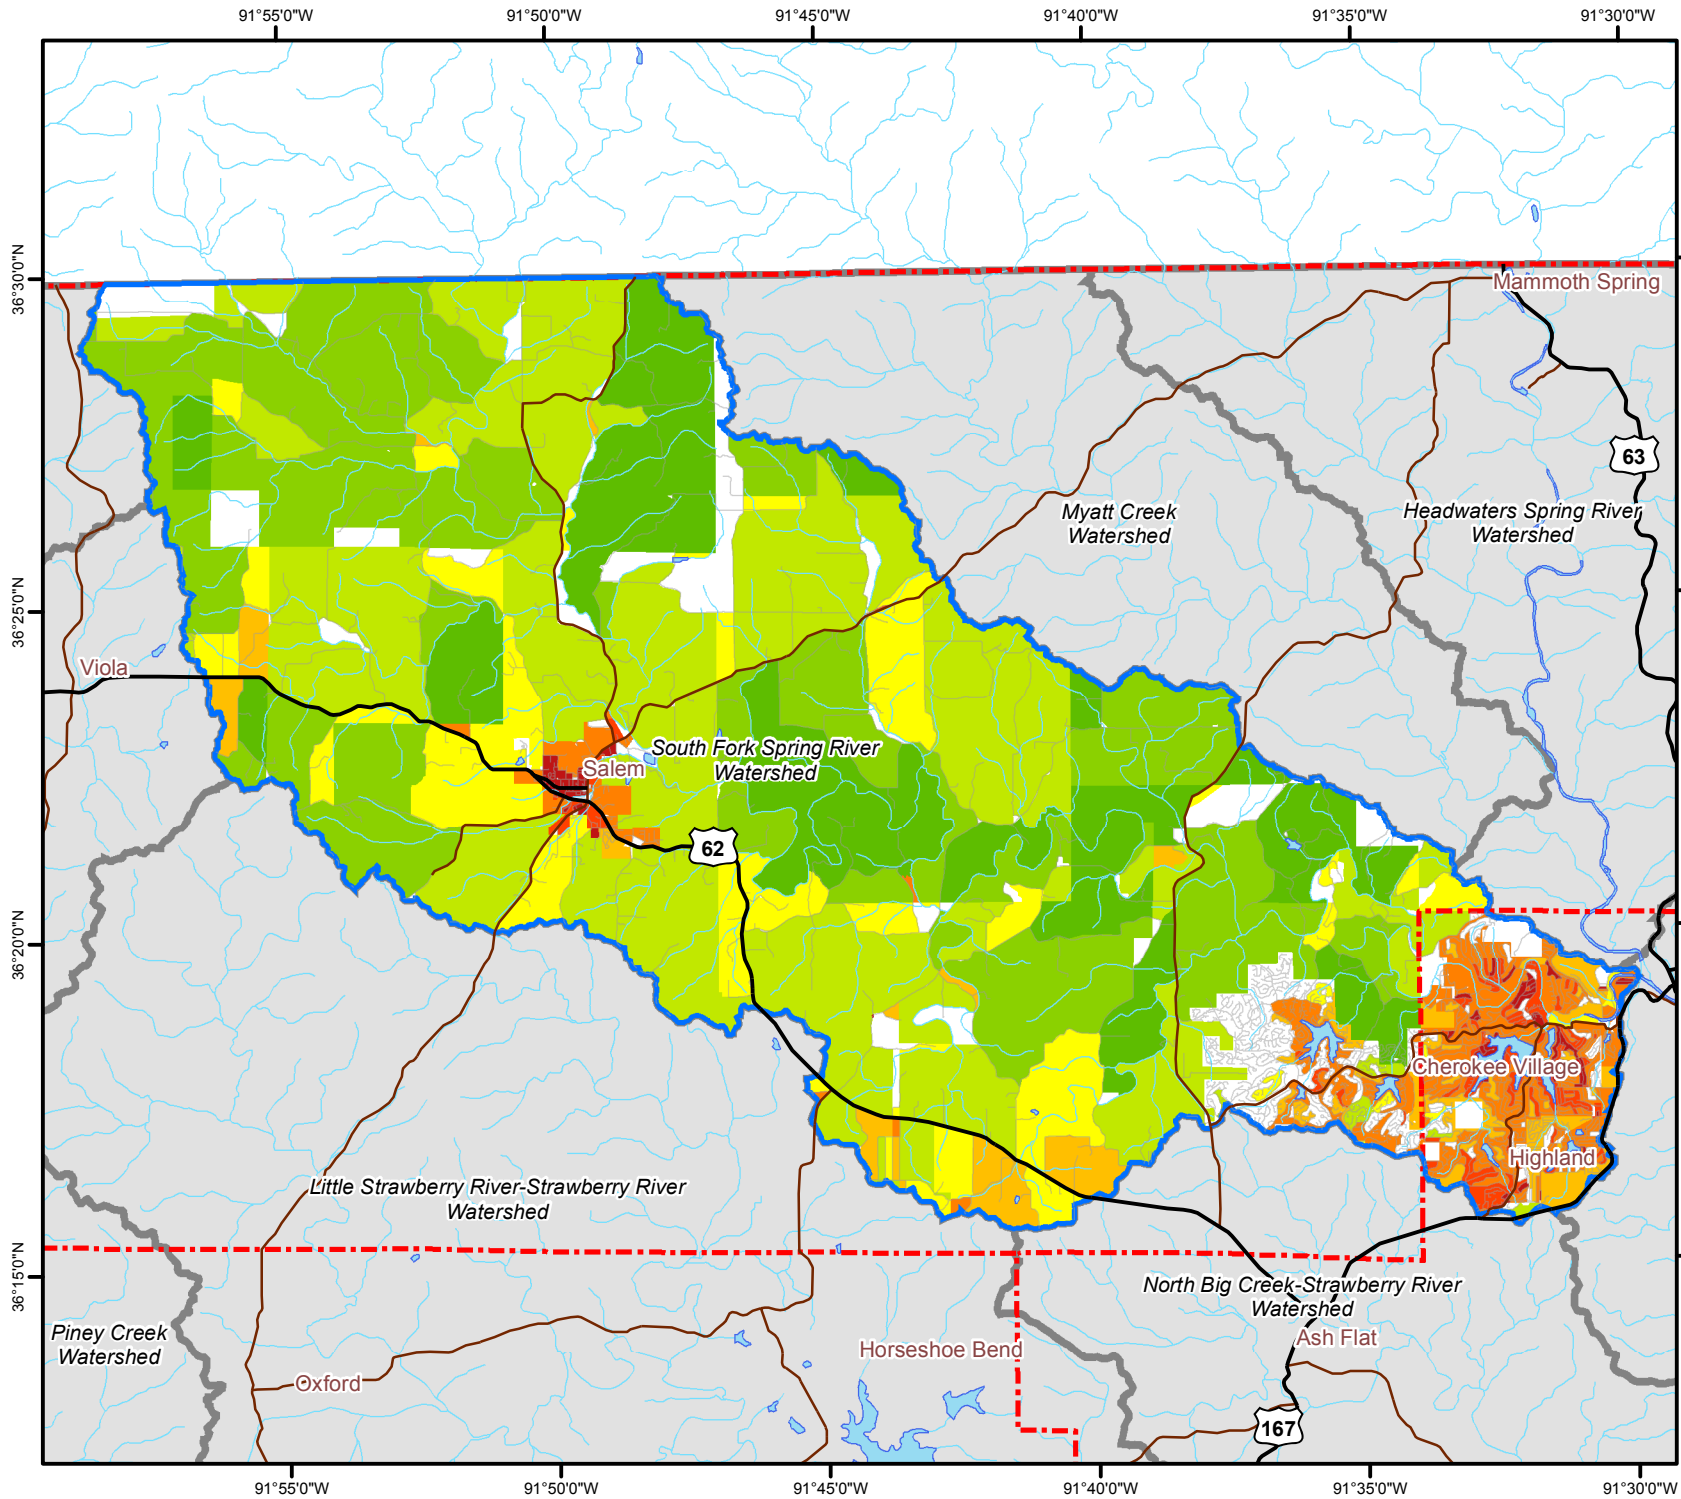 91°55'0"W
91°50'0"W
91°45'0"W
91°40'0"W
91°35'0"W
91°30'0"W
36°30'0"N
Mammoth Spring
63
Myatt Creek
Watershed
Headwaters Spring River
Watershed
36°25'0"N
Viola
South Fork Spring River
Watershed
Salem
62
36°20'0"N
Cherokee Village
Highland
Little Strawberry River-Strawberry River
Watershed
36°15'0"N
North Big Creek-Strawberry River
Watershed
Piney Creek
Watershed
Horseshoe Bend
Ash Flat
Oxford
167
91°55'0"W
91°50'0"W
91°45'0"W
91°40'0"W
91°35'0"W
91°30'0"W